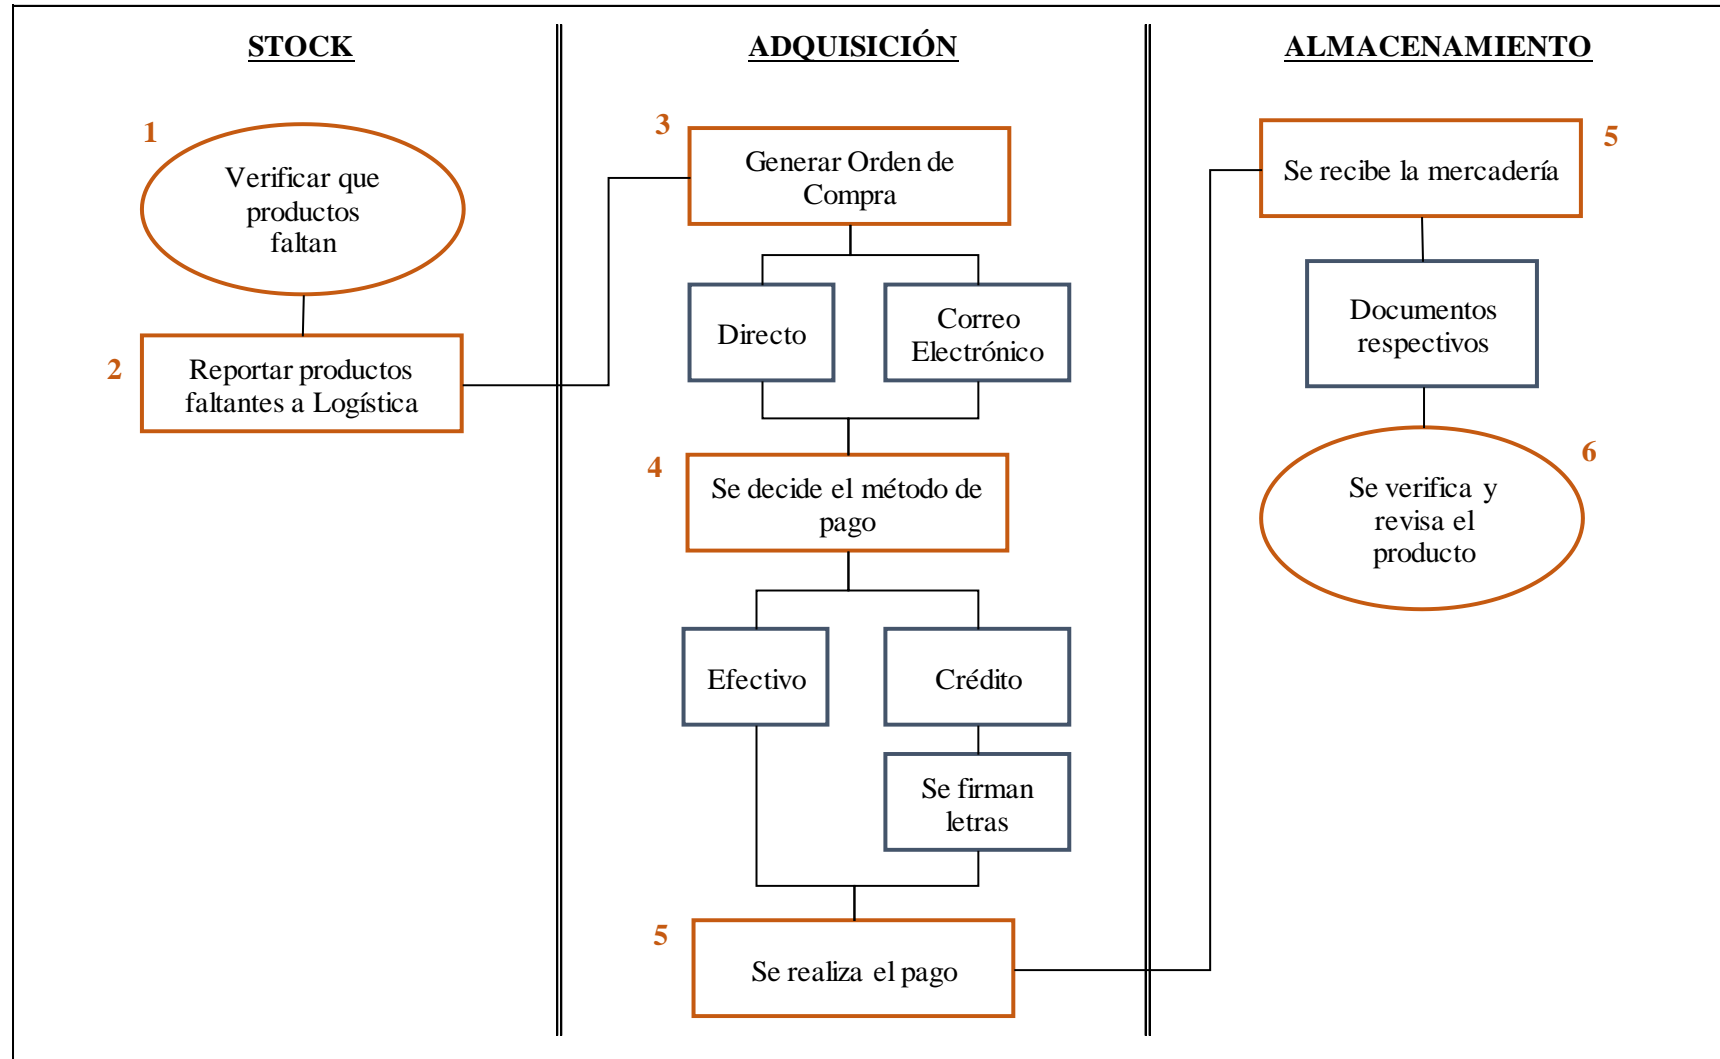 STOCK
1
Verificar que
productos
faltan
2
Reportar productos
faltantes a Logística
ADQUISICIÓN
3
Generar Orden de
Compra
Directo
Correo
Electrónico
4
Se decide el método de
pago
Efectivo
Crédito
Se firman
letras
5
Se realiza el pago
ALMACENAMIENTO
5
Se recibe la mercadería
Documentos
respectivos
6
Se verifica y
revisa el
producto